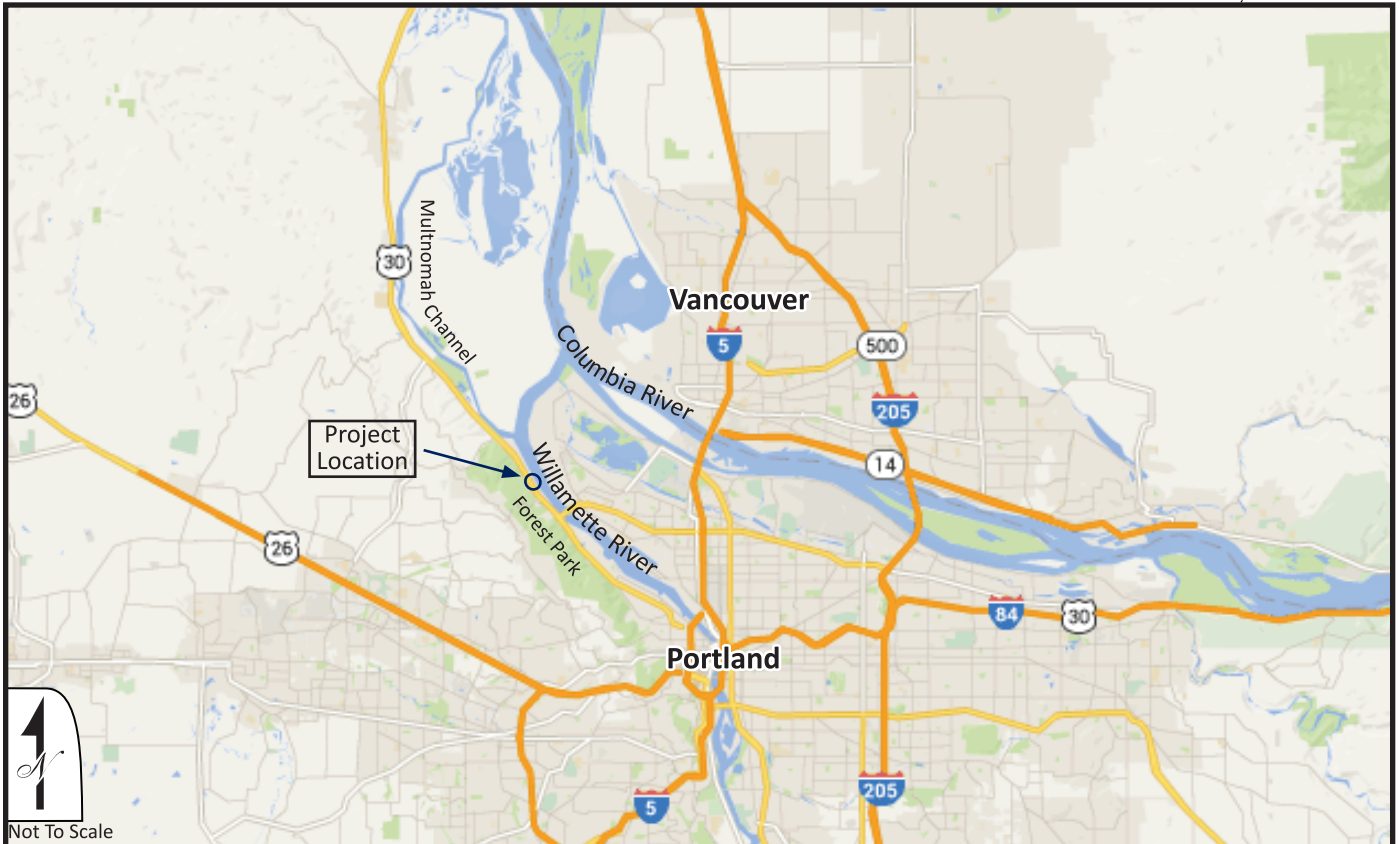 Multnomah Channel
30
Vancouver
5
Columbia River
500
26
205
Project
Location
14
Willamette River
Forest Park
26
84
30
Portland
N
205
5
Not To Scale